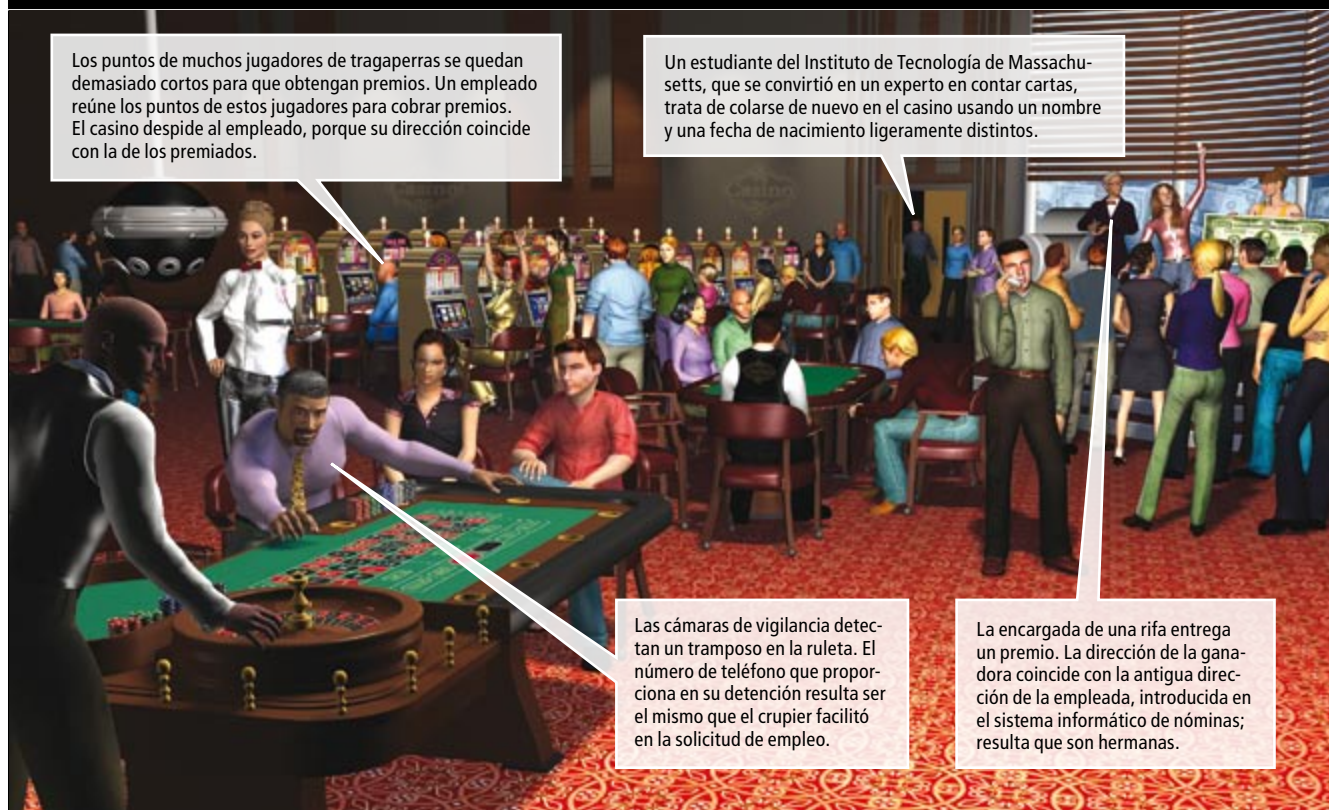 Los puntos de muchos jugadores de tragaperras se quedan
demasiado cortos para que obtengan premios. Un empleado
reúne los puntos de estos jugadores para cobrar premios.
El casino despide al empleado, porque su dirección coincide
con la de los premiados.
Un estudiante del Instituto de Tecnología de Massachu-
setts, que se convirtió en un experto en contar cartas,
trata de colarse de nuevo en el casino usando un nombre
y una fecha de nacimiento ligeramente distintos.
Casino
Casino
Las cámaras de vigilancia detec-
tan un tramposo en la ruleta. El
número de teléfono que propor-
ciona en su detención resulta ser
el mismo que el crupier facilitó
en la solicitud de empleo.
La encargada de una rifa entrega
un premio. La dirección de la gana-
dora coincide con la antigua direc-
ción de la empleada, introducida en
el sistema informático de nóminas;
resulta que son hermanas.